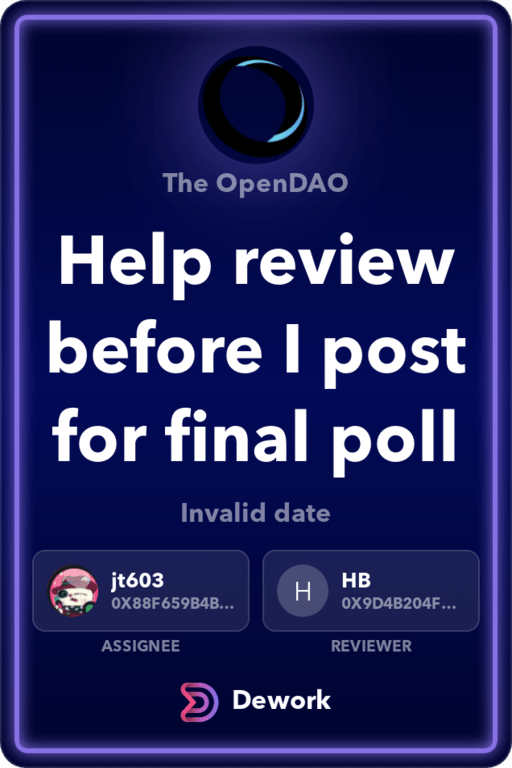 The OpenDAO
Help review
before I post
for final poll
Invalid date
jt603
0X88F659B4B...
ASSIGNEE
H
HB
0X9D4B204F...
REVIEWER
Dework